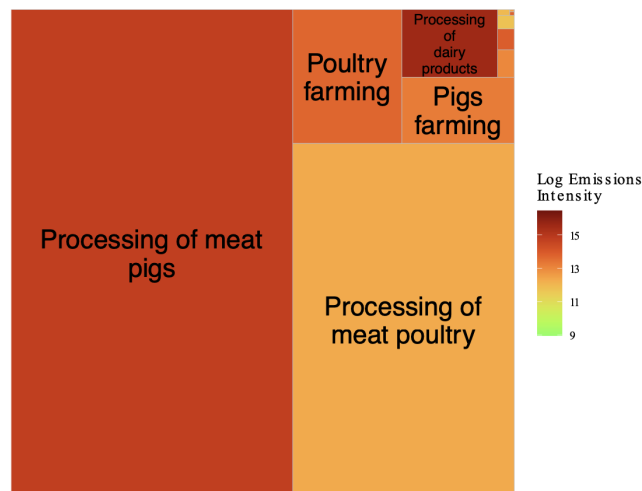 Processing
of
dairy
products
Poultry
farming
Pigs
farming
Processing of meat
pigs
Processing of
meat poultry
Log Emissions
Intensity
15
13
11
9